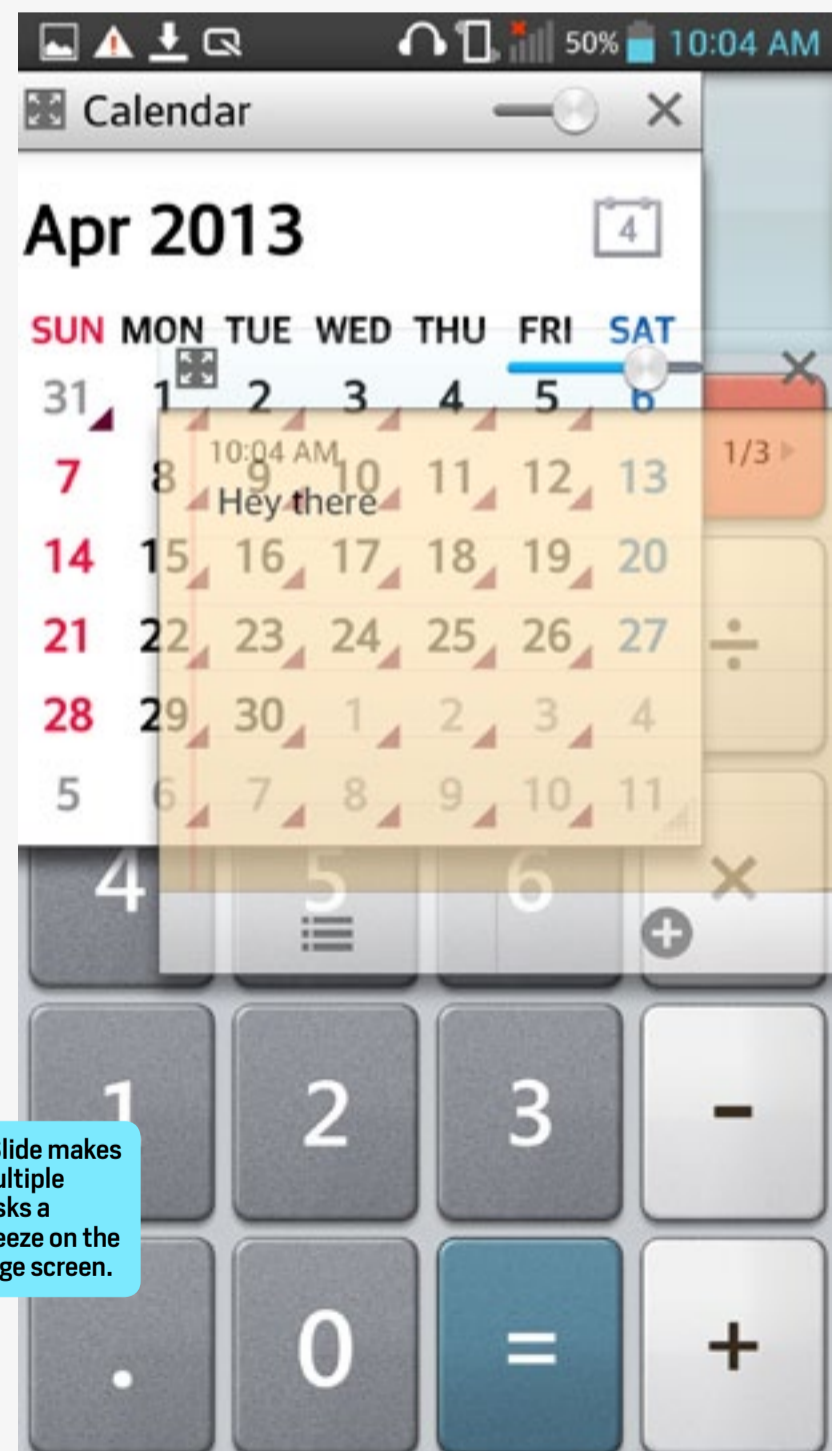 50% 10:04 AM
Calendar
Apr 2013
4
SUN MON TUE WED THU FRI SAT
31 1 2 3 4 5 6
10:04 AM
1/3
7 8 9 10 11 12 13
Hey there
14 15 16 17 18 19 20
21 22 23 24 25 26 27
÷
28 29 30 1 2 3 4
5 6 7 8 9 10 11
4 5 6 ×
1 2 3 -
lide makes
ultiple
sks a
eeze on the
ge screen.
. 0 = +